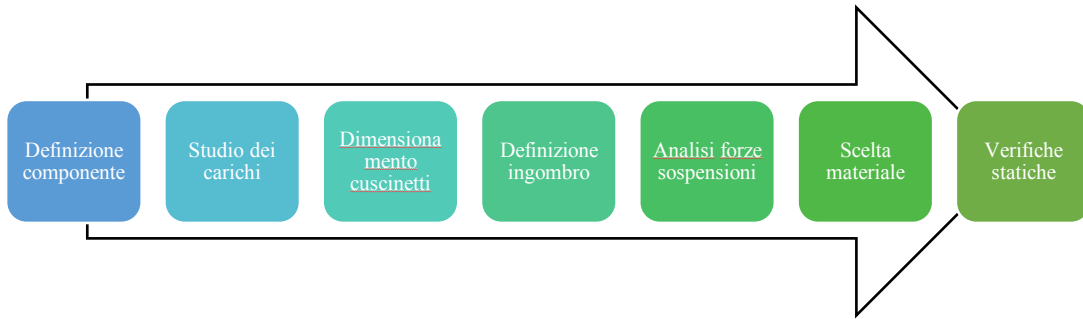 Definizione
componente
Studio dei
carichi
Dimensiona
mento
cuscinetti
Definizione
ingombro
Analisi forze
sospensioni
Scelta
materiale
Verifiche
statiche